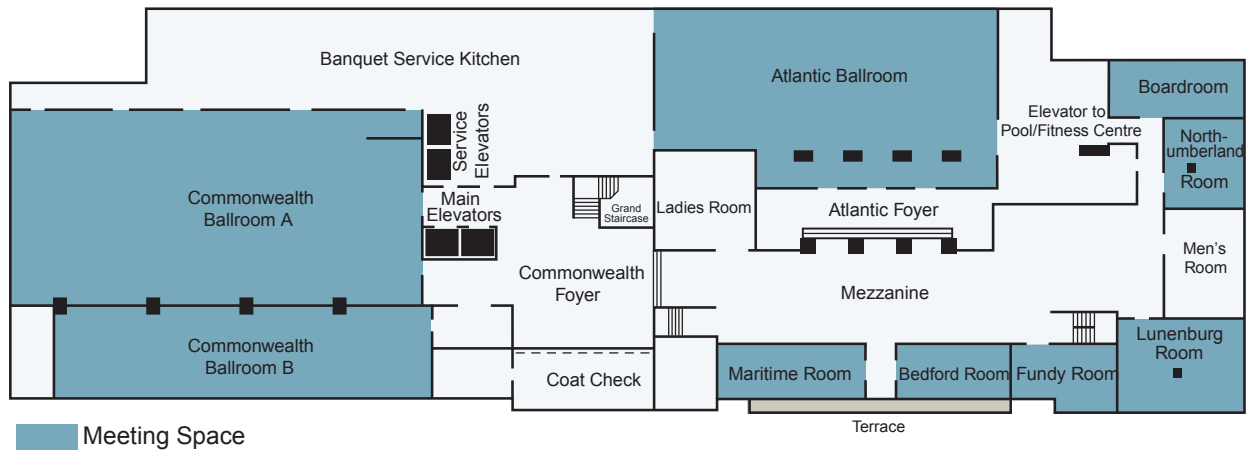 Banquet Service Kitchen
Atlantic Ballroom
Boardroom
Elevator to
Pool/Fitness Centre
North-
umberland
Room
Service
Elevators
Commonwealth
Ballroom A
Main
Elevators
Grand
Staircase
Ladies Room
Atlantic Foyer
Men's
Room
Commonwealth
Foyer
Mezzanine
Commonwealth
Ballroom B
Coat Check
Maritime Room
Bedford Room
Fundy Room
Lunenburg
Room
Terrace
Meeting Space